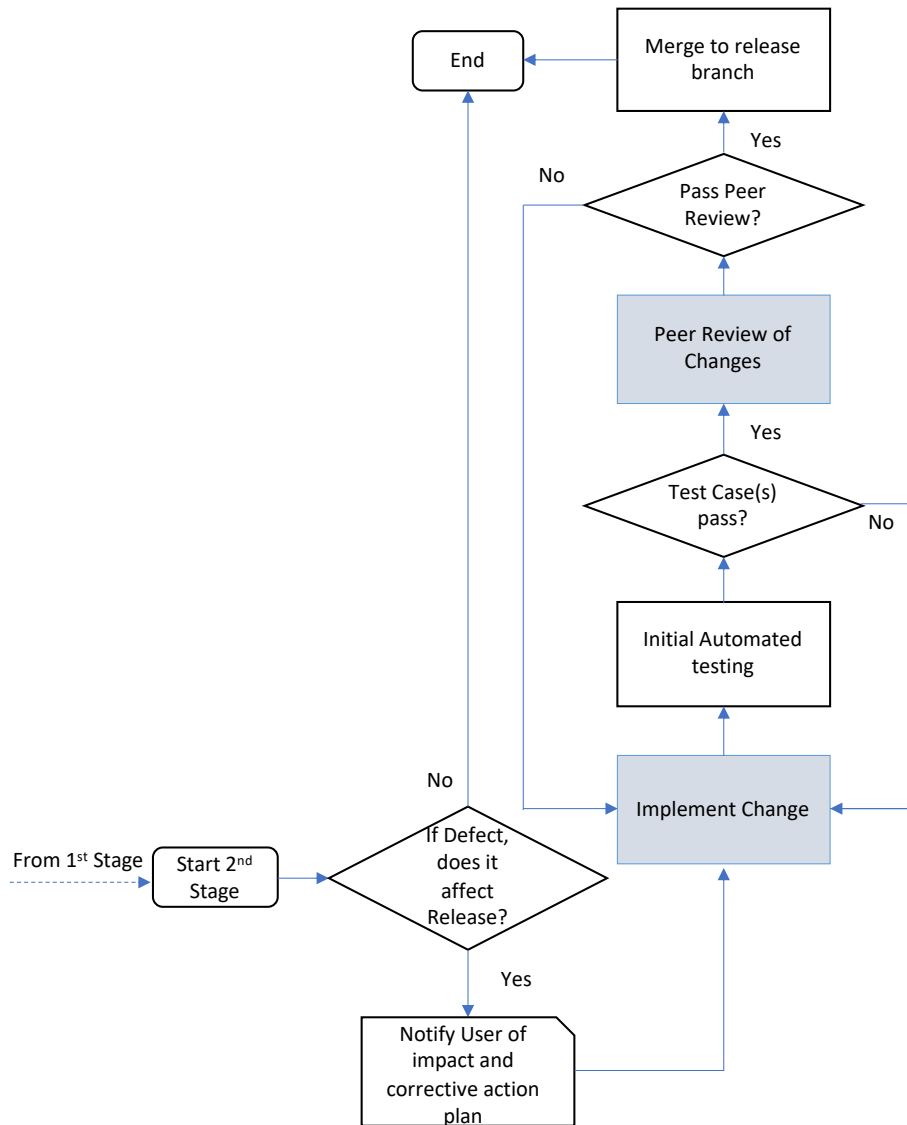 End
Merge to release
branch
Yes
No
Pass Peer
Review?
Peer Review of
Changes
Yes
Test Case(s)
pass?
No
Initial Automated
testing
No
Implement Change
If Defect,
does it
affect
Release?
From 1st Stage
Start 2nd
Stage
Yes
Notify User of
impact and
corrective action
plan